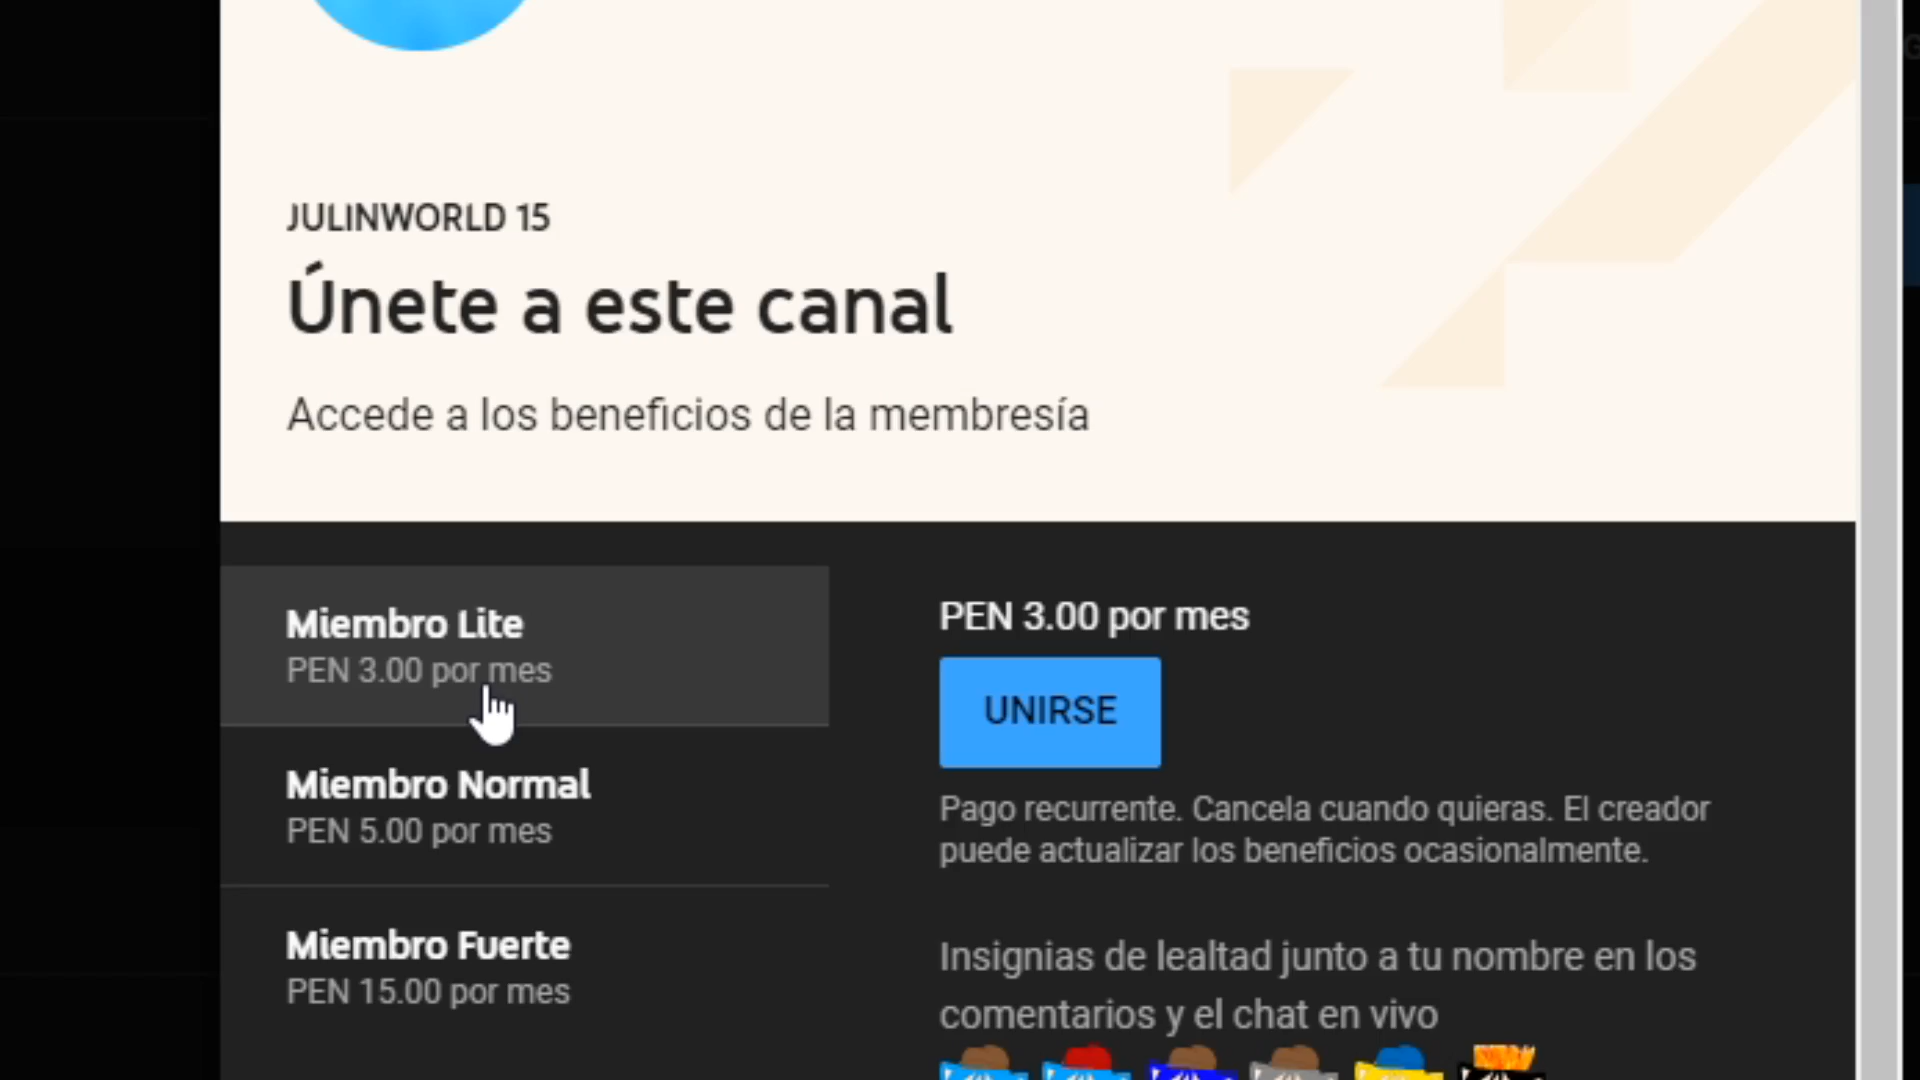 JULINWORLD 15
Únete a este canal
Accede a los beneficios de la membresía
Miembro Lite
PEN 3.00 por mes
Miembro Normal
PEN 5.00 por mes
Miembro Fuerte
PEN 15.00 por mes
PEN 3.00 por mes
UNIRSE
Pago recurrente. Cancela cuando quieras. El creador
puede actualizar los beneficios ocasionalmente.
Insignias de lealtad junto a tu nombre en los
comentarios y el chat en vivo